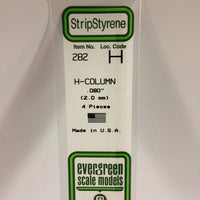 StripStyrene
Item No. Loc. Code
282 H
H-COLUMN
.080"
(2.0 mm)
4 Pieces
Made In U.S.A.
evergreen
scale models